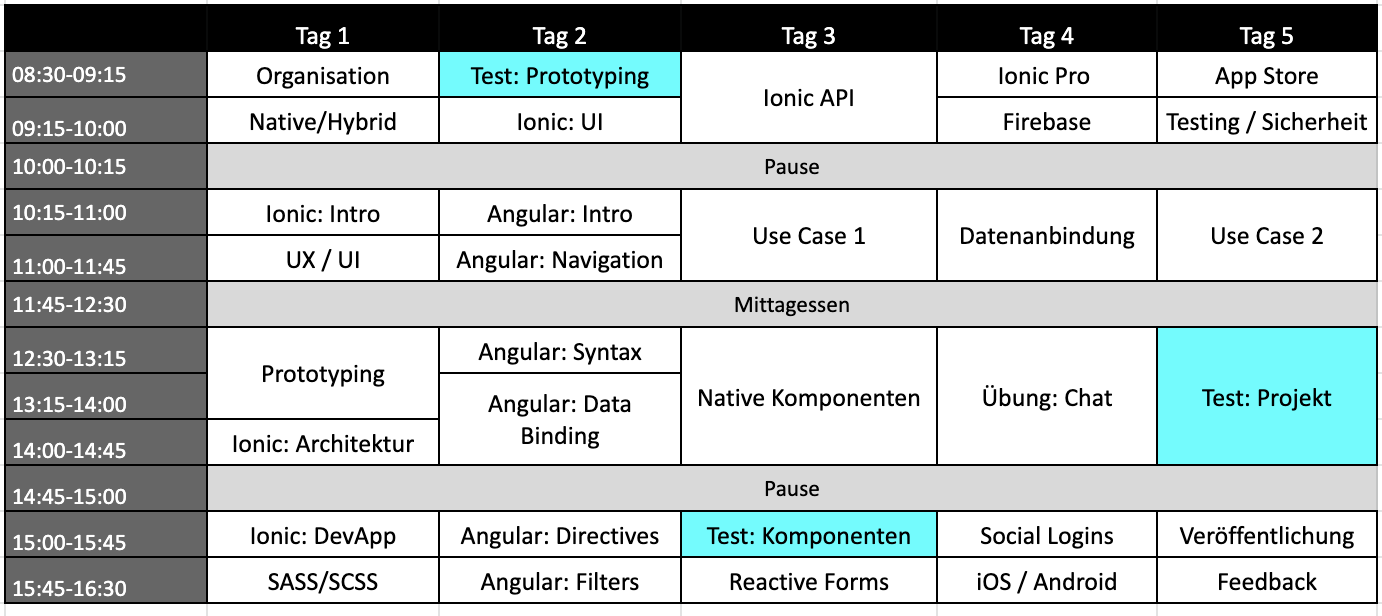 Tag 1 Tag 2 Tag 3 Tag 4 Tag 5
08:30-09:15 Organisation Test: Prototyping Ionic API Ionic Pro App Store
09:15-10:00 Native/Hybrid Ionic: UI Firebase Testing / Sicherheit
10:00-10:15 Pause
10:15-11:00 Ionic: Intro Angular: Intro Use Case 1 Datenanbindung Use Case 2
11:00-11:45 UX / UI Angular: Navigation
11:45-12:30 Mittagessen
12:30-13:15 Prototyping Angular: Syntax Native Komponenten Übung: Chat Test: Projekt
13:15-14:00 Angular: Data
Binding
14:00-14:45 Ionic: Architektur
14:45-15:00 Pause
15:00-15:45 Ionic: DevApp Angular: Directives Test: Komponenten Social Logins Veröffentlichung
15:45-16:30 SASS/SCSS Angular: Filters Reactive Forms iOS / Android Feedback